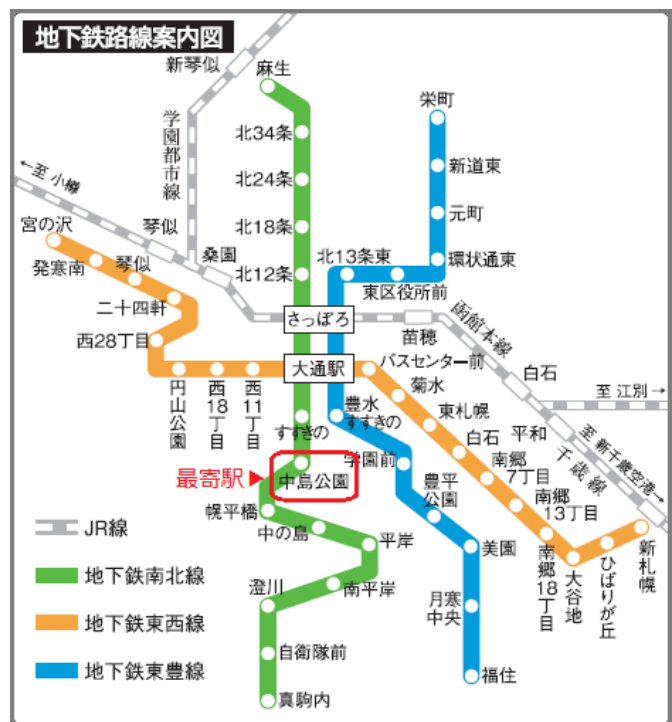 地下鉄路線案内図
新琴似
学園都市線
←至 小樽
琴似
桑園
麻生
北34条
北24条
北18条
北12条
さっぽろ
大通駅
すすきの
最寄駅▶
中島公園
幌平橋
中の島
平岸
南平岸
澄川
自衛隊前
真駒内
宮の沢
発寒南
琴似
二十四軒
西28丁目
円山公園
西18丁目
西11丁目
バスセンター前
菊水
東札幌
白石
南郷7丁目
南郷13丁目
南郷18丁目
大谷地
ひばりが丘
新札幌
栄町
新道東
元町
環状通東
東区役所前
北13条東
豊水すすきの
学園前
豊平公園
美園
月寒中央
福住
苗穂
函館本線
白石
至 江別→
平和
千歳線
至 新千歳空港→
JR線
地下鉄南北線
地下鉄東西線
地下鉄東豊線